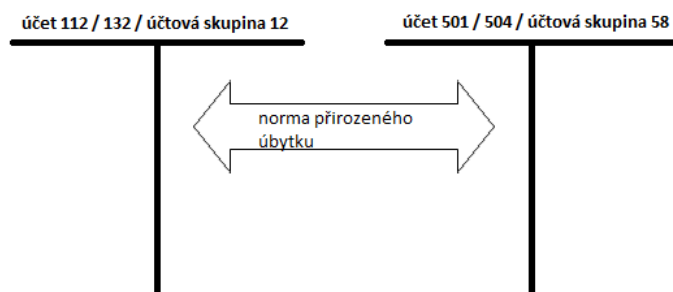 účet 112 / 132 / účtová skupina 12
účet 501 / 504 / účtová skupina 58
norma přirozeného
úbytku